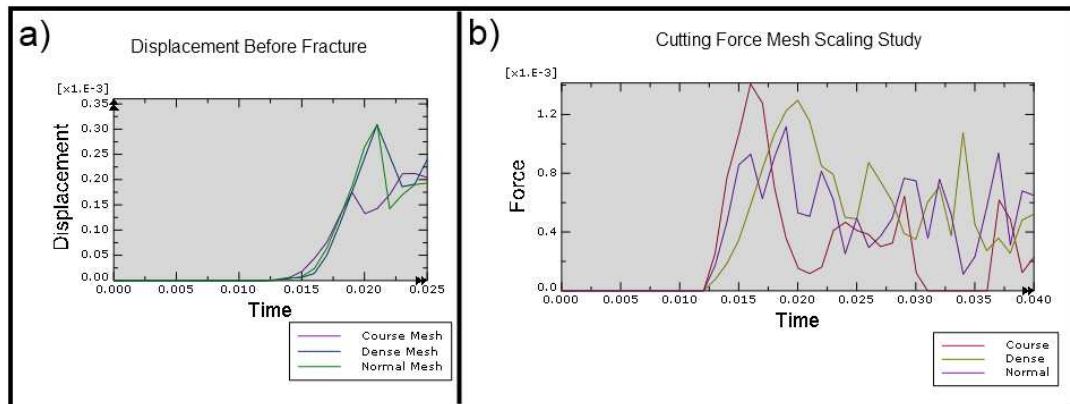 a)
Displacement Before Fracture
[x1.E-3]
0.35
0.30
0.25
0.20
0.15
0.10
0.05
0.00
Displacement
0.000 0.005 0.010 0.015 0.020 0.025
Time
Course Mesh
Dense Mesh
Normal Mesh
b)
Cutting Force Mesh Scaling Study
[x1.E-3]
1.2
0.8
0.4
0.0
Force
0.000 0.005 0.010 0.015 0.020 0.025 0.030 0.035 0.040
Time
Course
Dense
Normal